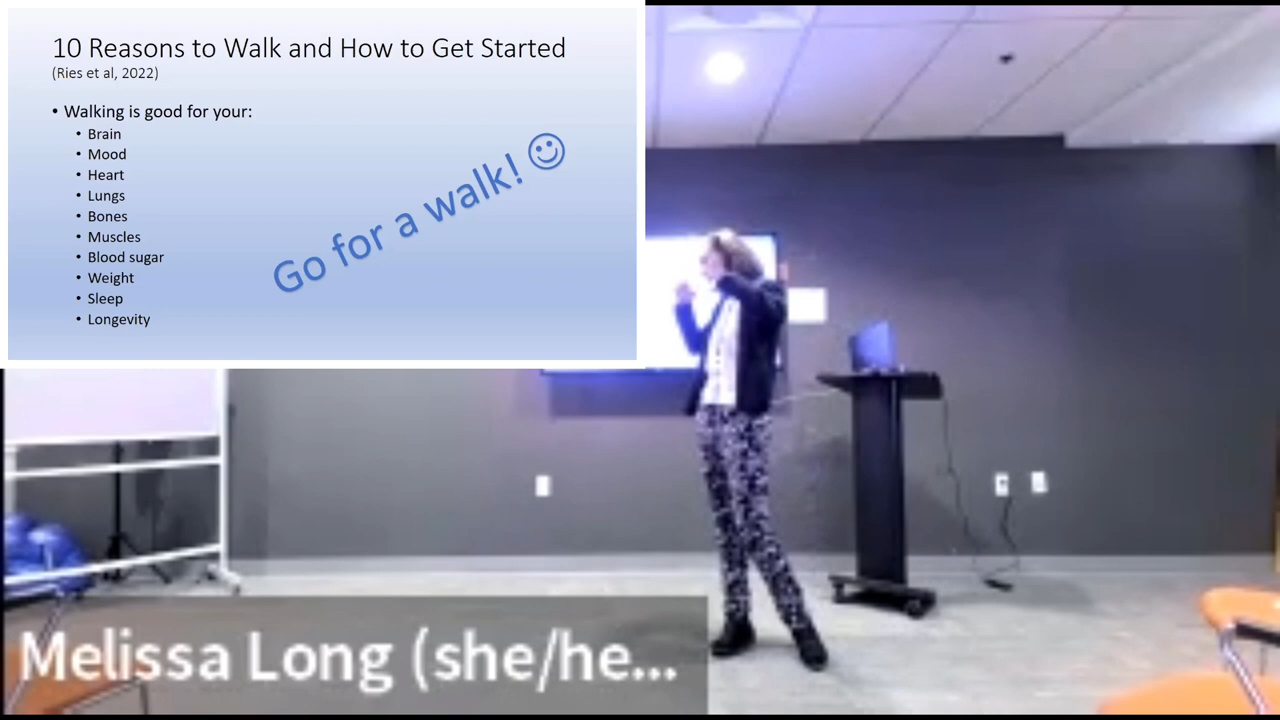 10 Reasons to Walk and How to Get Started
(Ries et al, 2022)
• Walking is good for your:
• Brain
• Mood
• Heart
• Lungs
• Bones
• Muscles
• Blood sugar
• Weight
• Sleep
• Longevity
Go for a walk! ☺
Melissa Long (she/he...